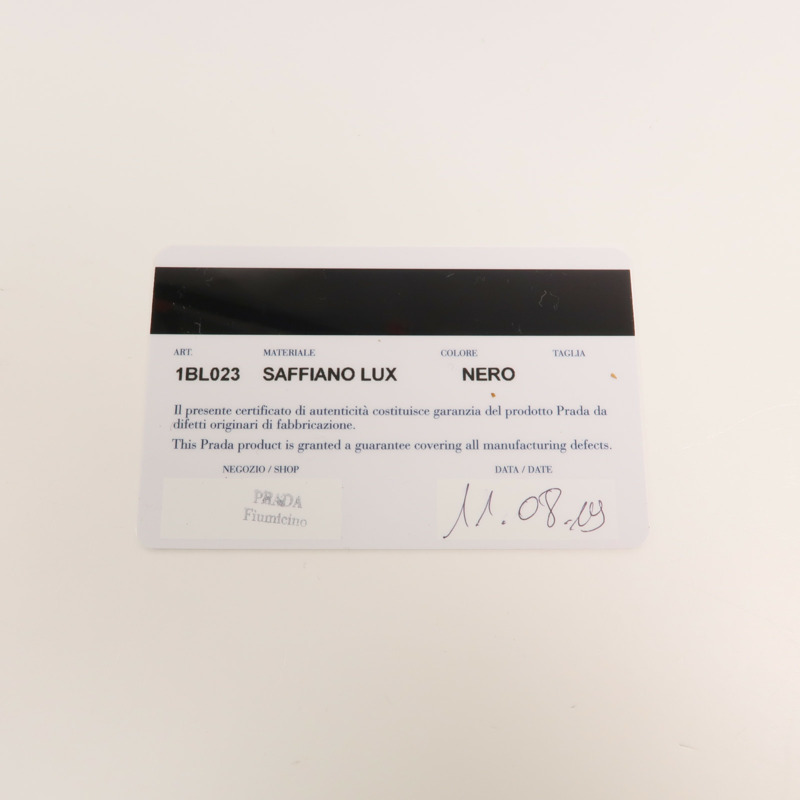 ART. MATERIALE COLORE TAGLIA
1BL023 SAFFIANO LUX NERO
Il presente certificato di autenticità costituisce garanzia del prodotto Prada da
difetti originari di fabbricazione.
This Prada product is granted a guarantee covering all manufacturing defects.
NEGOZIO / SHOP DATA / DATE
PRADA
Fiumicino
11.08.19